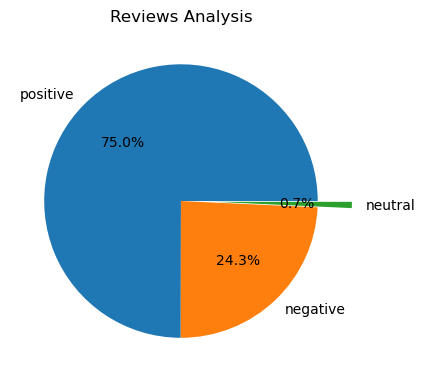 Reviews Analysis
positive
75.0%
0.7%
neutral
24.3%
negative